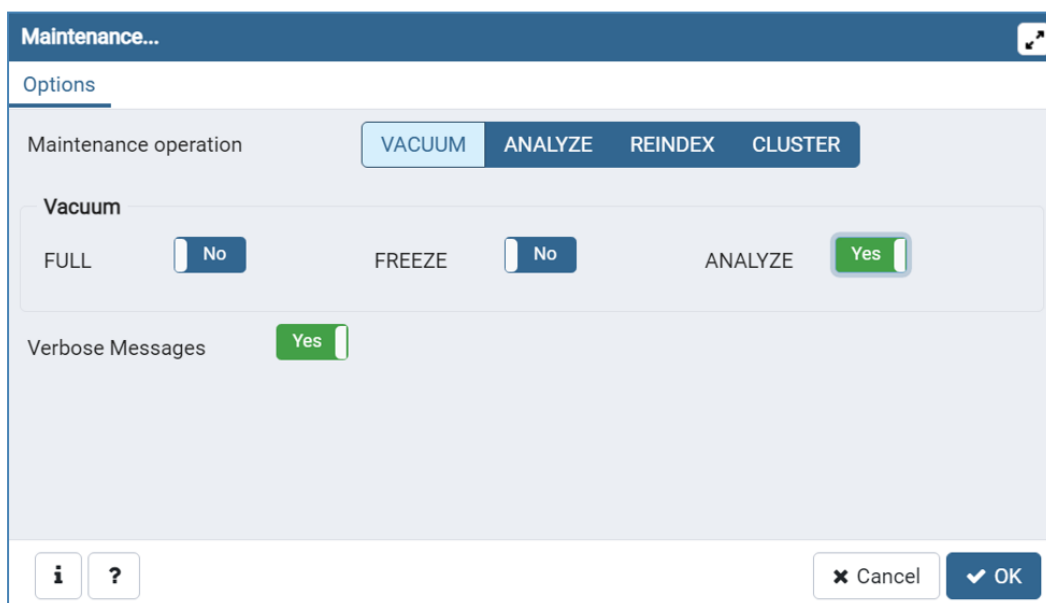 Maintenance...
Options
Maintenance operation VACUUM ANALYZE REINDEX CLUSTER
Vacuum
FULL No FREEZE No ANALYZE Yes
Verbose Messages Yes
i ? Cancel OK